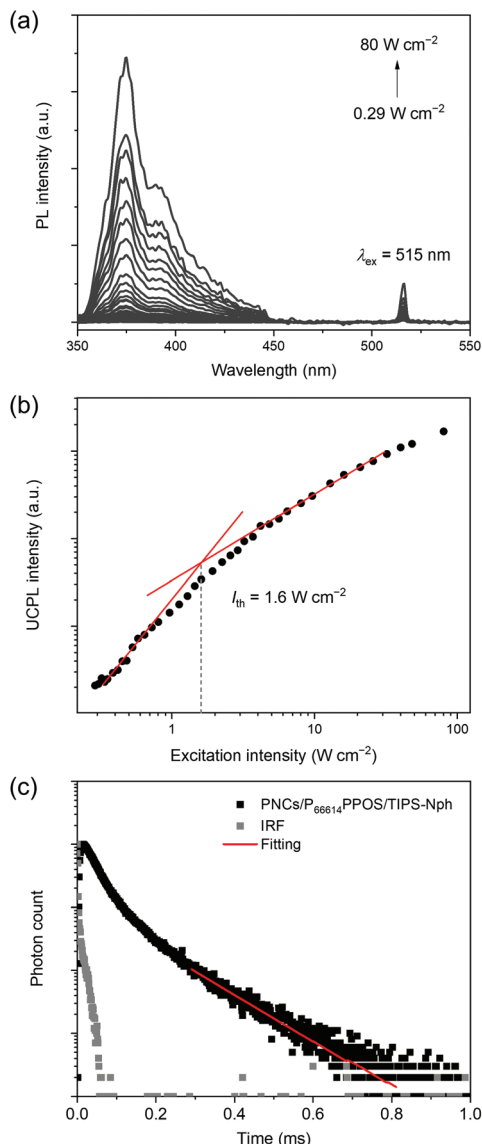 (a)
PL intensity (a.u.)
80 W cm⁻²
0.29 W cm⁻²
λex = 515 nm
350 400 450 500 550
Wavelength (nm)
(b)
UCPL intensity (a.u.)
Ith = 1.6 W cm⁻²
1 10 100
Excitation intensity (W cm⁻²)
(c)
Photon count
PNCs/P₆₆₆₁₄PPOS/TIPS-Nph
IRF
Fitting
0.0 0.2 0.4 0.6 0.8 1.0
Time (ms)